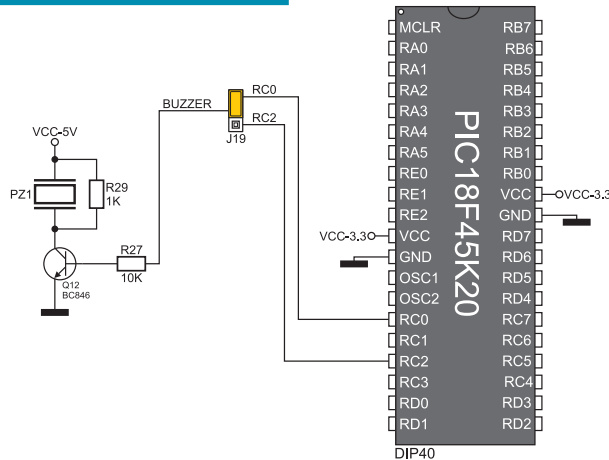 VCC-5V
PZ1
R29
1K
Q12
BC846
R27
10K
BUZZER
RC0
RC2
J19
VCC-3.3
MCLR
RA0
RA1
RA2
RA3
RA4
RA5
RE0
RE1
RE2
VCC
GND
OSC1
OSC2
RC0
RC1
RC2
RC3
RD0
RD1
PIC18F45K20
RB7
RB6
RB5
RB4
RB3
RB2
RB1
RB0
VCC
GND
RD7
RD6
RD5
RD4
RC7
RC6
RC5
RC4
RD3
RD2
VCC-3.3
DIP40